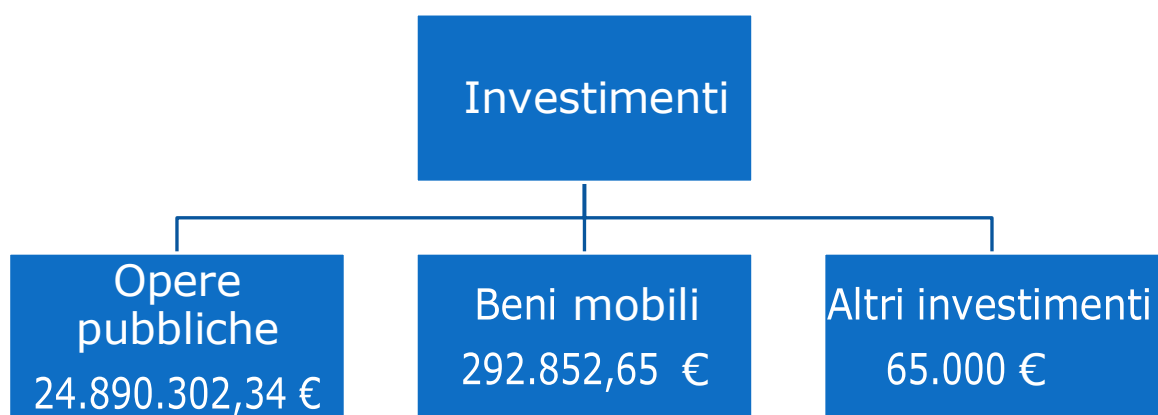 Investimenti
Opere
pubbliche
24.890.302,34 €
Beni mobili
292.852,65 €
Altri investimenti
65.000 €